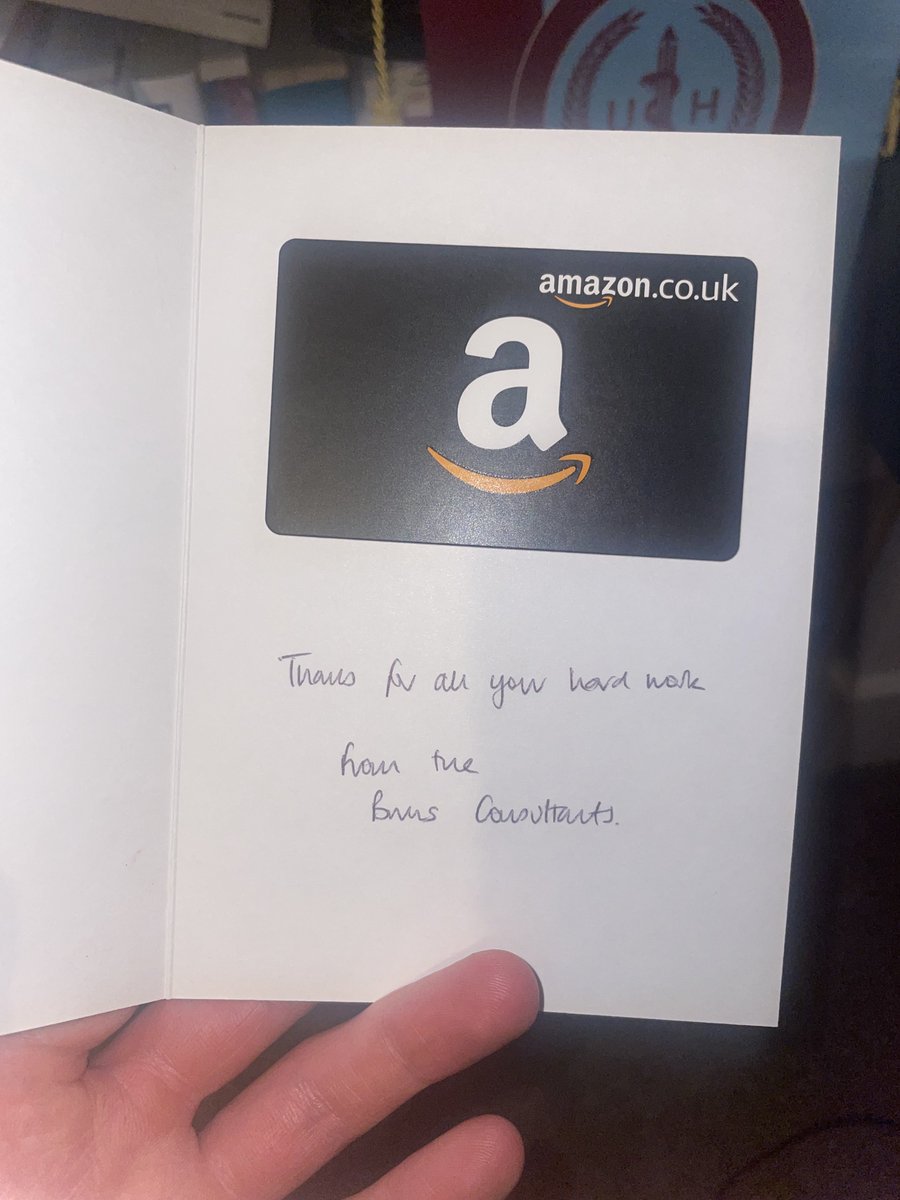 U H
amazon.co.uk
a
Thanks for all your hard work
from the
Burns Consultants.